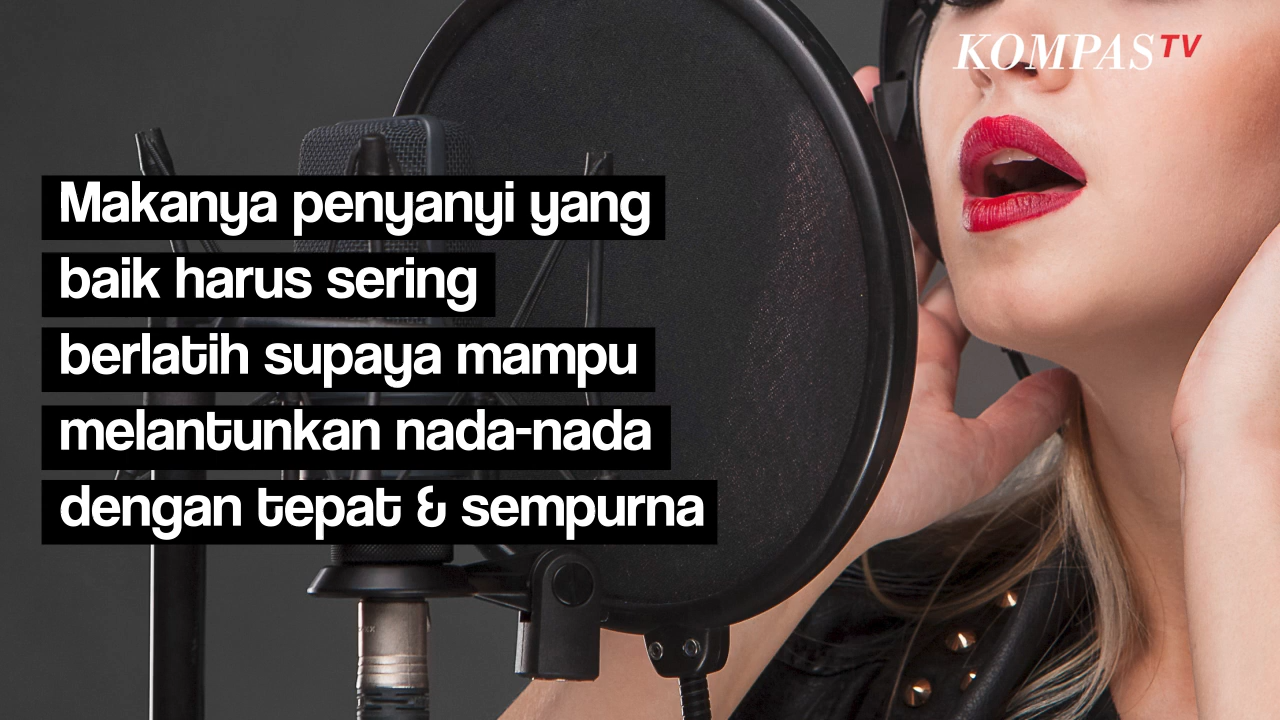 KOMPAS TV
Makanya penyanyi yang
baik harus sering
berlatih supaya mampu
melantunkan nada-nada
dengan tepat & sempurna